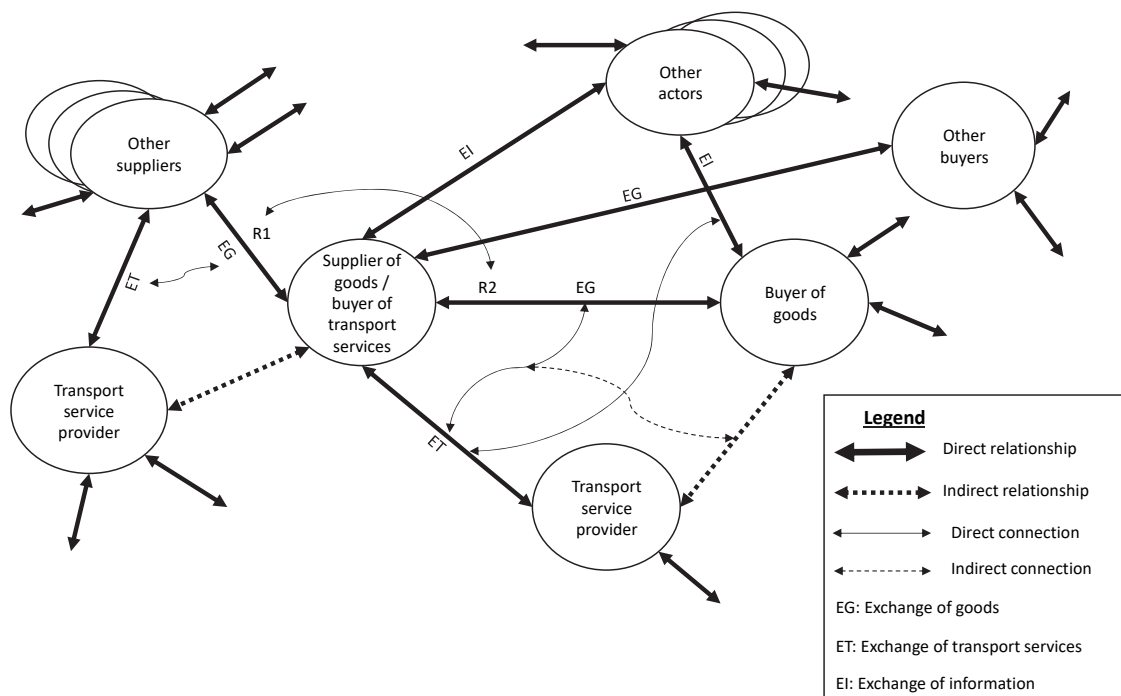 Other
actors
Other
suppliers
Other
buyers
EI
EI
EG
R1
EG
ET
Supplier of
goods /
buyer of
transport
services
R2
EG
Buyer of
goods
Transport
service
provider
ET
Transport
service
provider
Legend
Direct relationship
Indirect relationship
Direct connection
Indirect connection
EG: Exchange of goods
ET: Exchange of transport services
EI: Exchange of information